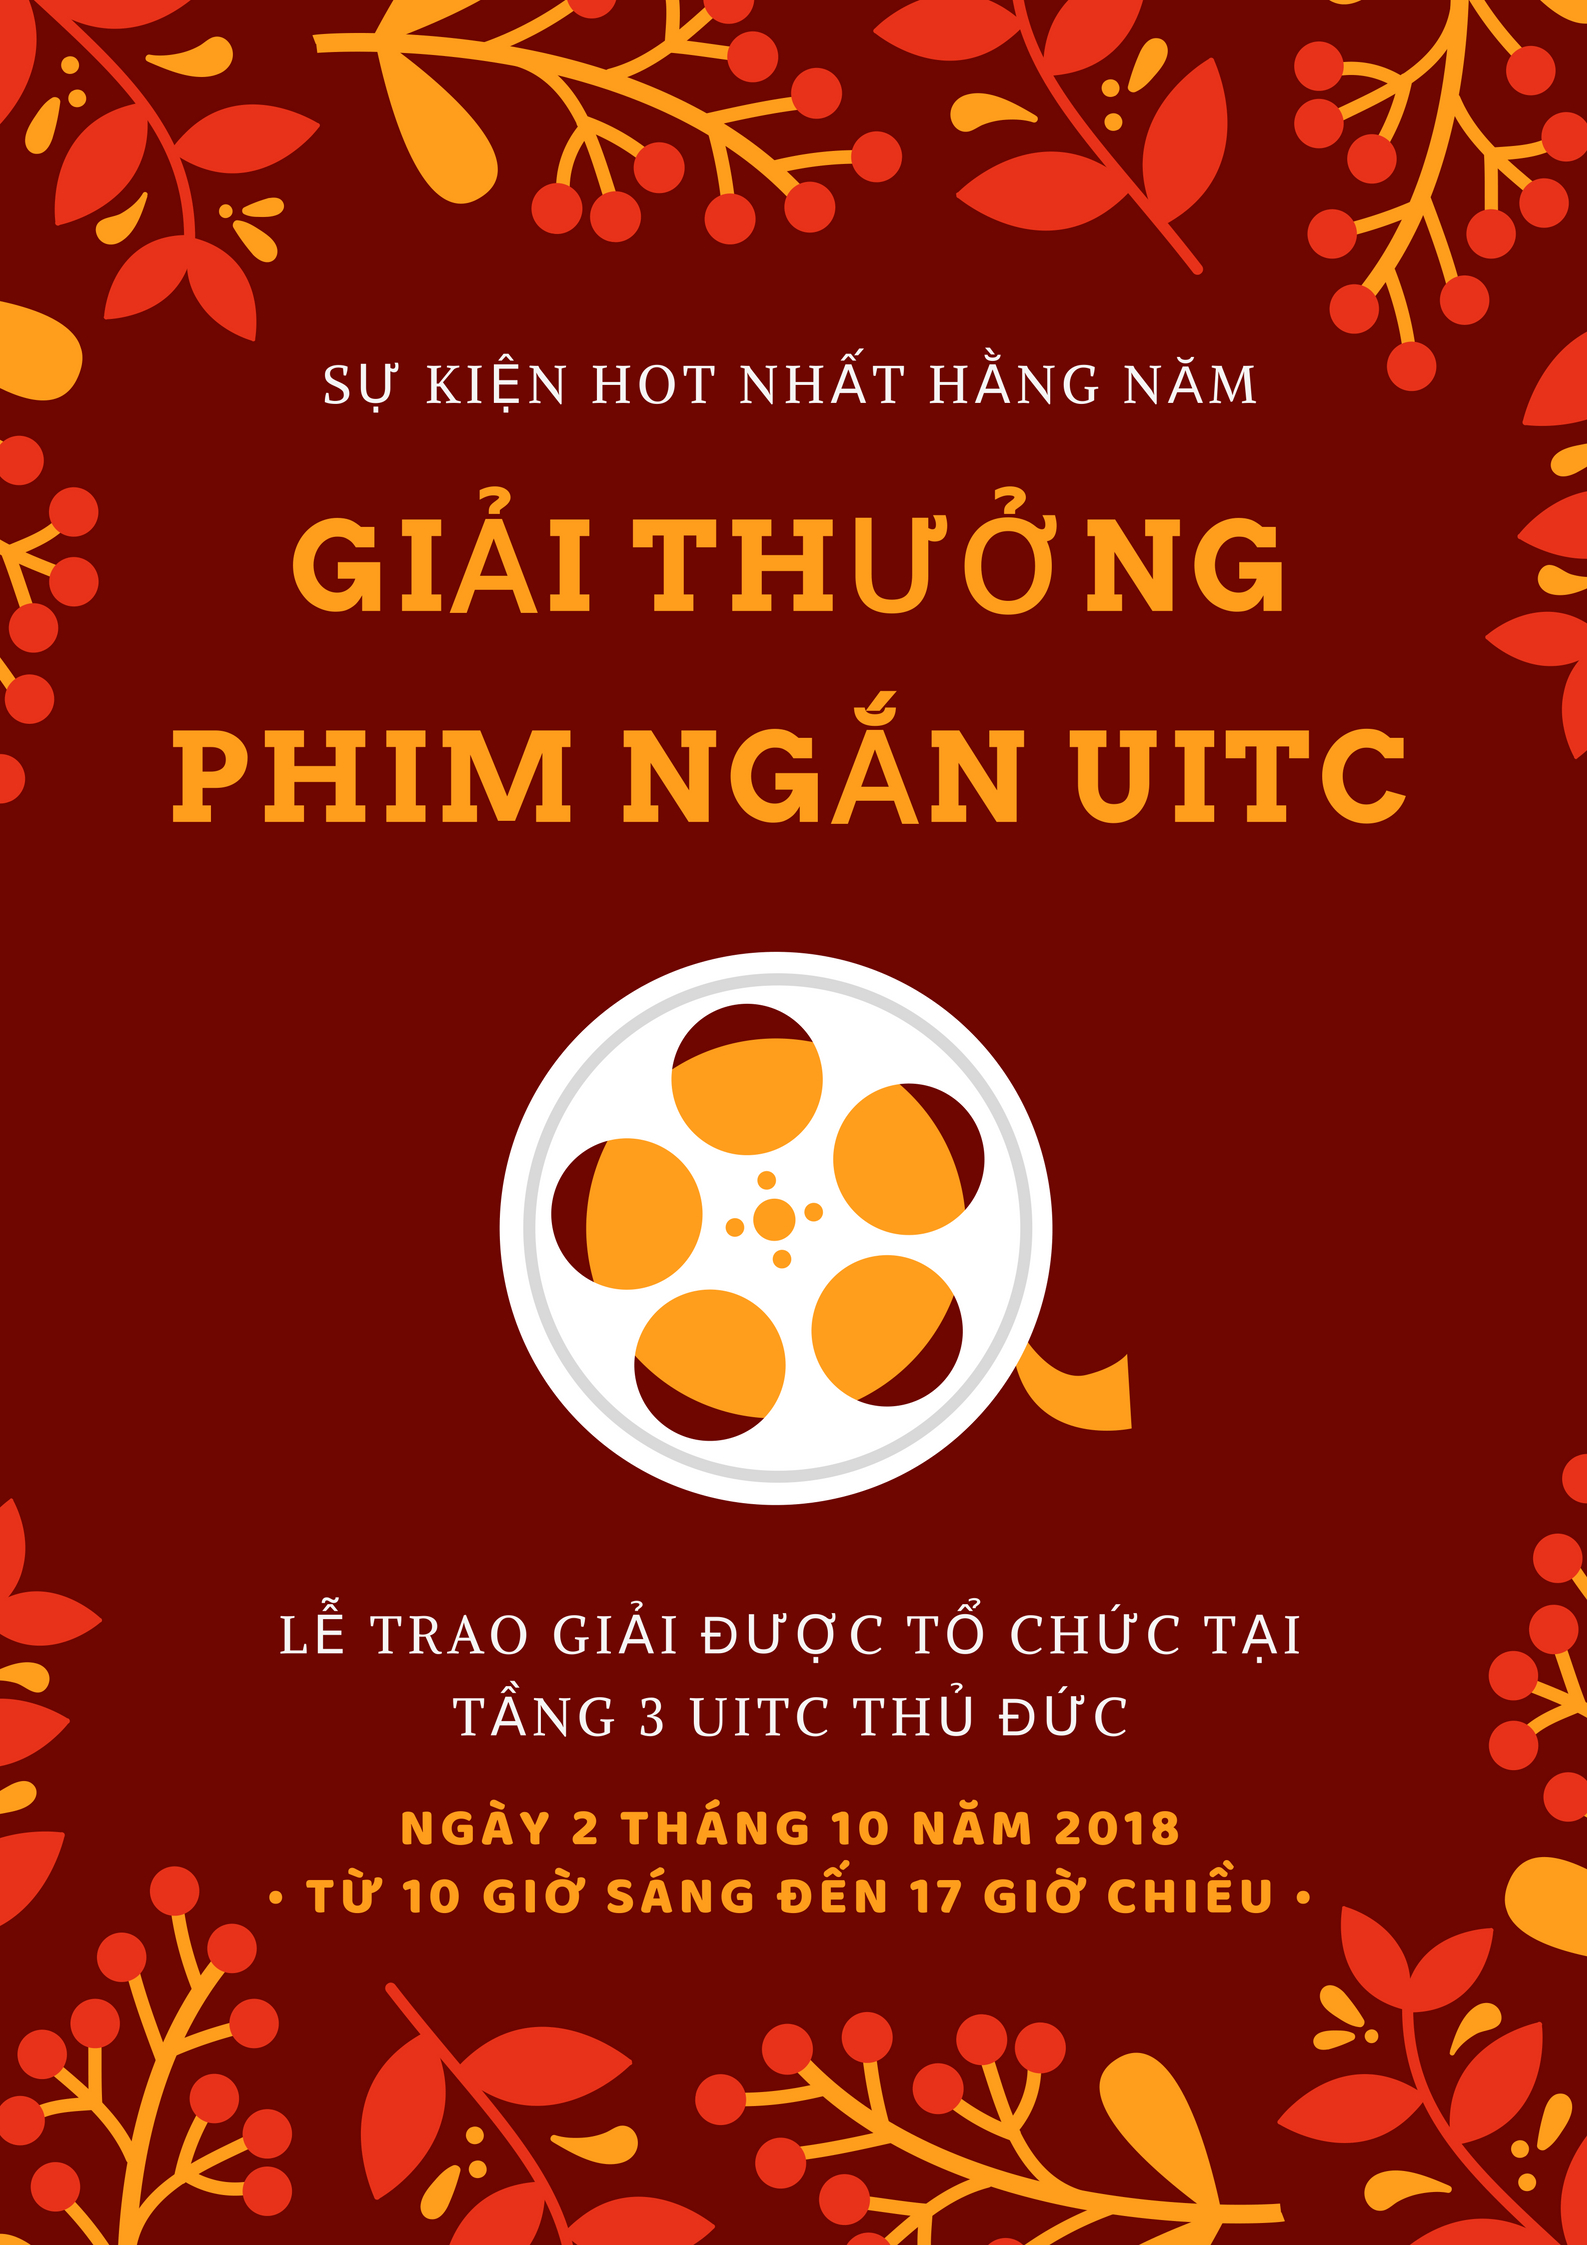 SỰ KIỆN HOT NHẤT HẰNG NĂM
GIẢI THƯỞNG
PHIM NGẮN UITC
LỄ TRAO GIẢI ĐƯỢC TỔ CHỨC TẠI
TẦNG 3 UITC THỦ ĐỨC
NGÀY 2 THÁNG 10 NĂM 2018
• TỪ 10 GIỜ SÁNG ĐẾN 17 GIỜ CHIỀU •